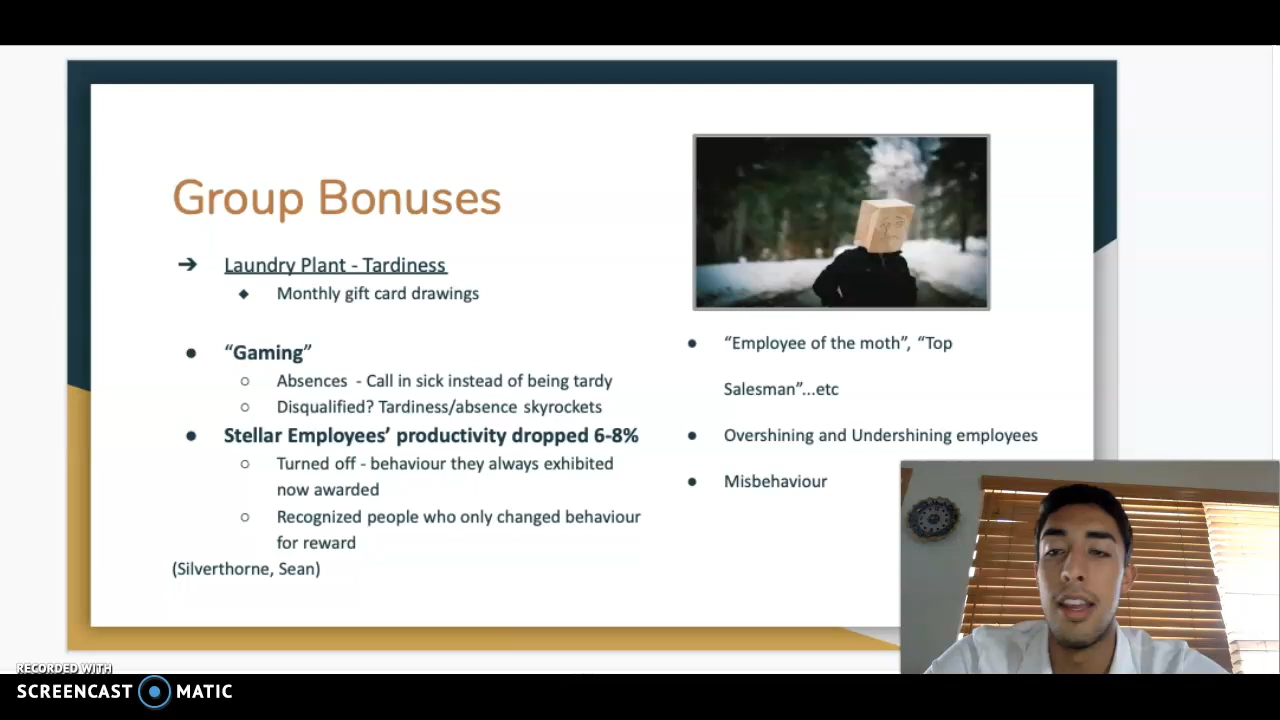 Group Bonuses
➔ Laundry Plant - Tardiness
◆ Monthly gift card drawings
● “Gaming”
○ Absences - Call in sick instead of being tardy
○ Disqualified? Tardiness/absence skyrockets
● Stellar Employees’ productivity dropped 6-8%
○ Turned off - behaviour they always exhibited
now awarded
○ Recognized people who only changed behaviour
for reward
(Silverthorne, Sean)
● “Employee of the moth”, “Top
Salesman”...etc
● Overshining and Undershining employees
● Misbehaviour
RECORDED WITH
SCREENCAST MATIC